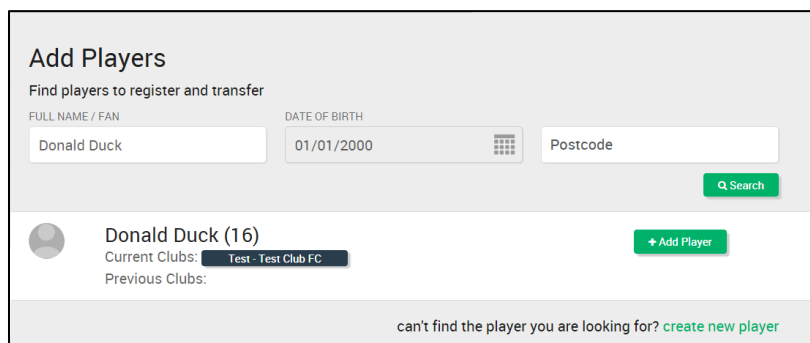 Add Players
Find players to register and transfer
FULL NAME / FAN DATE OF BIRTH
Donald Duck 01/01/2000 Postcode
Search
Donald Duck (16)
+ Add Player
Current Clubs: Test - Test Club FC
Previous Clubs:
can't find the player you are looking for? create new player